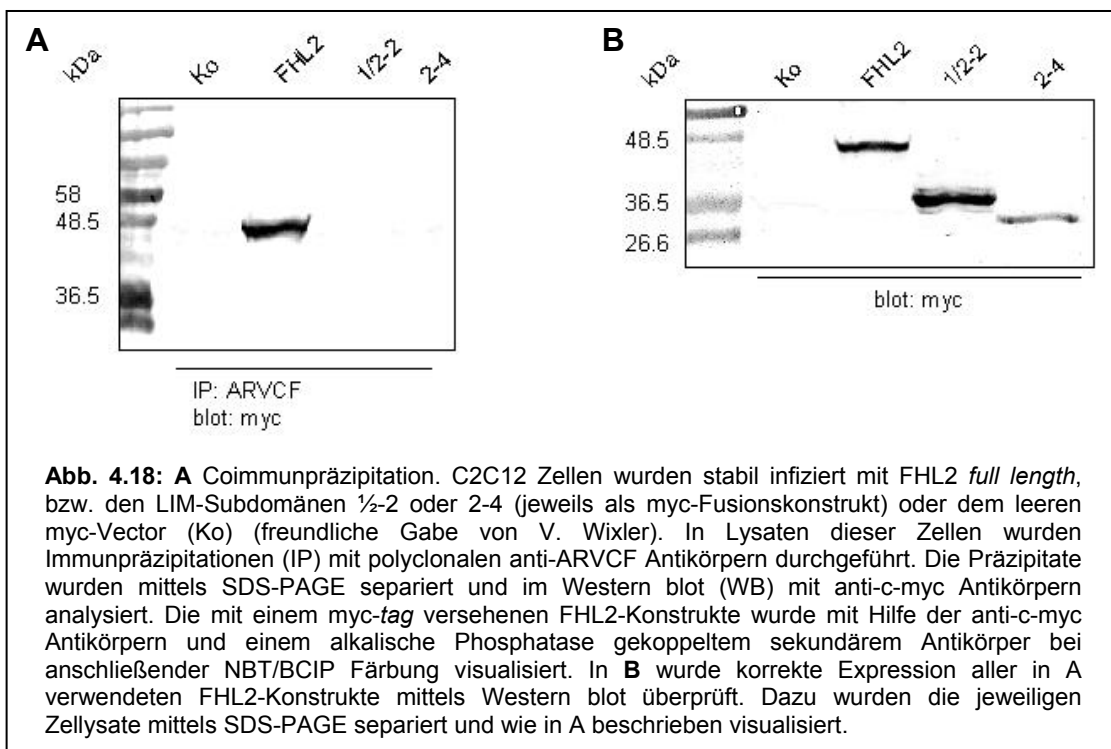 A
kDa
Ko
FHL2
1/2-2
2-4
58
48.5
36.5
IP: ARVCF
blot: myc
B
kDa
Ko
FHL2
1/2-2
2-4
48.5
36.5
26.6
blot: myc
Abb. 4.18: A Coimmunpräzipitation. C2C12 Zellen wurden stabil infiziert mit FHL2 full length,
bzw. den LIM-Subdomänen ½-2 oder 2-4 (jeweils als myc-Fusionskonstrukt) oder dem leeren
myc-Vector (Ko) (freundliche Gabe von V. Wixler). In Lysaten dieser Zellen wurden
Immunpräzipitationen (IP) mit polyclonalen anti-ARVCF Antikörpern durchgeführt. Die Präzipitate
wurden mittels SDS-PAGE separiert und im Western blot (WB) mit anti-c-myc Antikörpern
analysiert. Die mit einem myc-tag versehenen FHL2-Konstrukte wurde mit Hilfe der anti-c-myc
Antikörpern und einem alkalische Phosphatase gekoppeltem sekundärem Antikörper bei
anschließender NBT/BCIP Färbung visualisiert. In B wurde korrekte Expression aller in A
verwendeten FHL2-Konstrukte mittels Western blot überprüft. Dazu wurden die jeweiligen
Zellysate mittels SDS-PAGE separiert und wie in A beschrieben visualisiert.